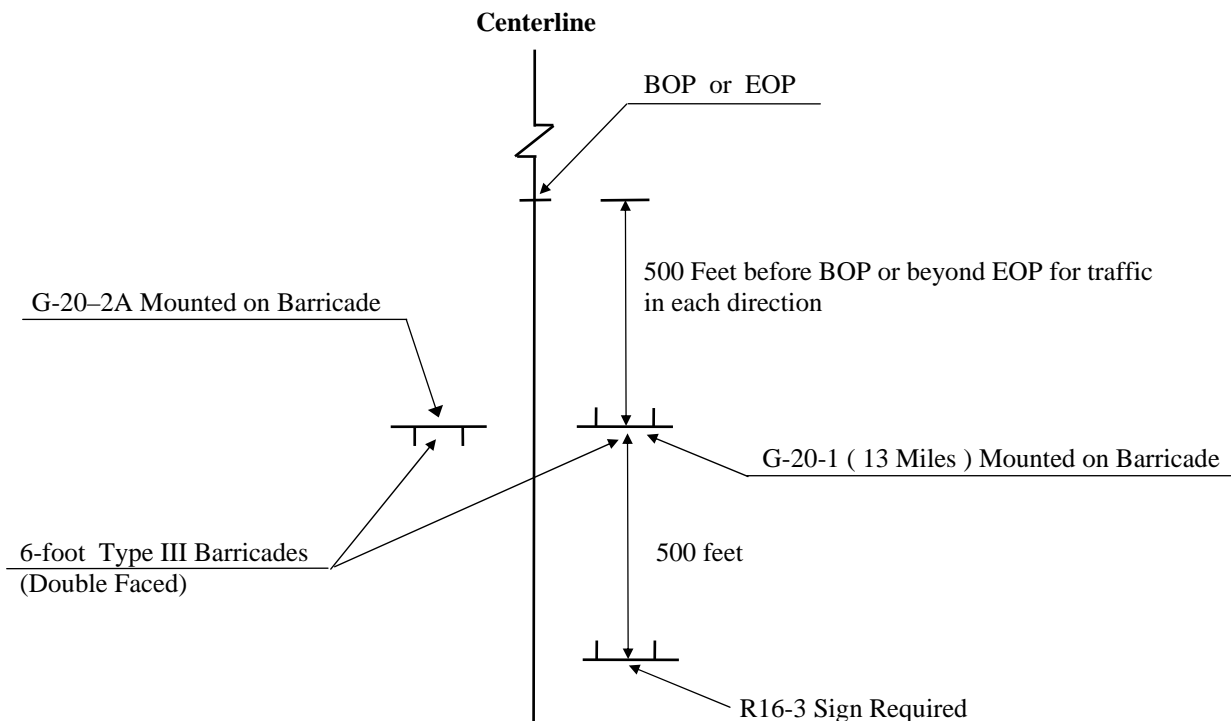 Centerline
BOP or EOP
500 Feet before BOP or beyond EOP for traffic
in each direction
G-20–2A Mounted on Barricade
G-20-1 ( 13 Miles ) Mounted on Barricade
6-foot Type III Barricades
(Double Faced)
500 feet
R16-3 Sign Required